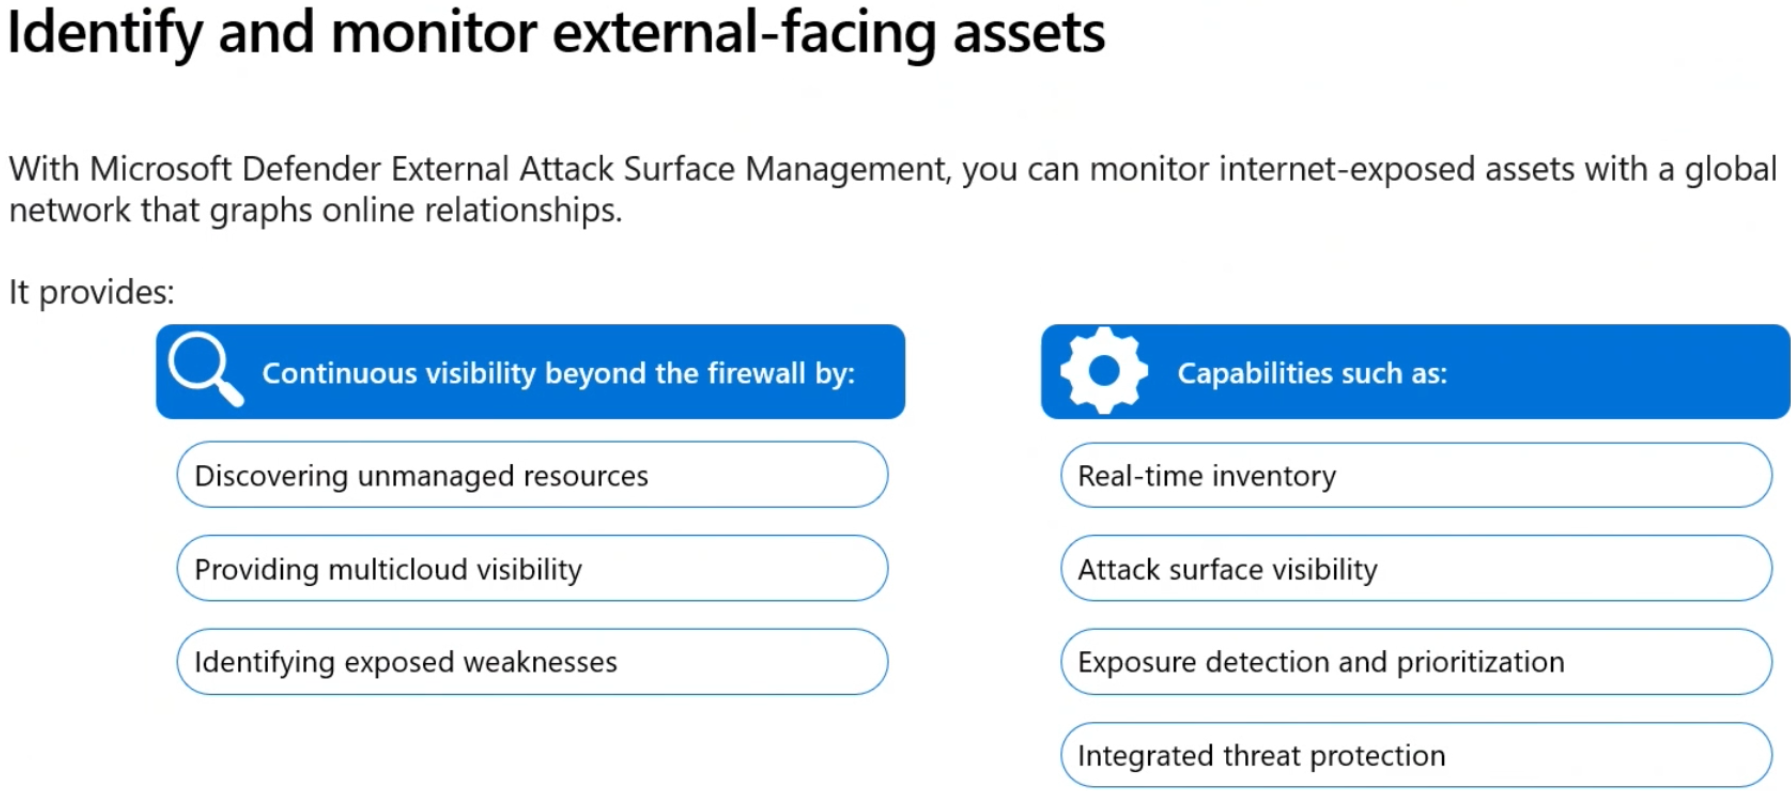 Identify and monitor external-facing assets
With Microsoft Defender External Attack Surface Management, you can monitor internet-exposed assets with a global
network that graphs online relationships.
It provides:
Continuous visibility beyond the firewall by:
Discovering unmanaged resources
Providing multicloud visibility
Identifying exposed weaknesses
Capabilities such as:
Real-time inventory
Attack surface visibility
Exposure detection and prioritization
Integrated threat protection